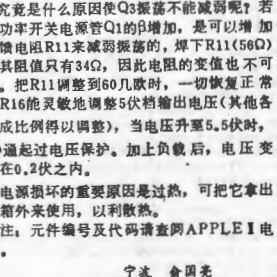 究竟是什么原因使Q3振荡不能减弱呢？若
功率开关电源管Q1的β增加，是可以增加
馈电阻R11来减弱振荡的，焊下R11(56Ω)
其阻值只有34Ω，因此电阻的变值也不可
。把R11调整到60几欧时，一切恢复正常
R16能灵敏地调整5伏档输出电压（其他各
成比例得以调整），当电压升至5.5伏时，
通过电压保护。加上负载后，电压变
在0.2伏之内。
电源损坏的重要原因是过热，可把它拿出
箱外来使用，以利散热。
注：元件编号及代码请查阅APPLEⅠ电
。
宁波 俞国亮